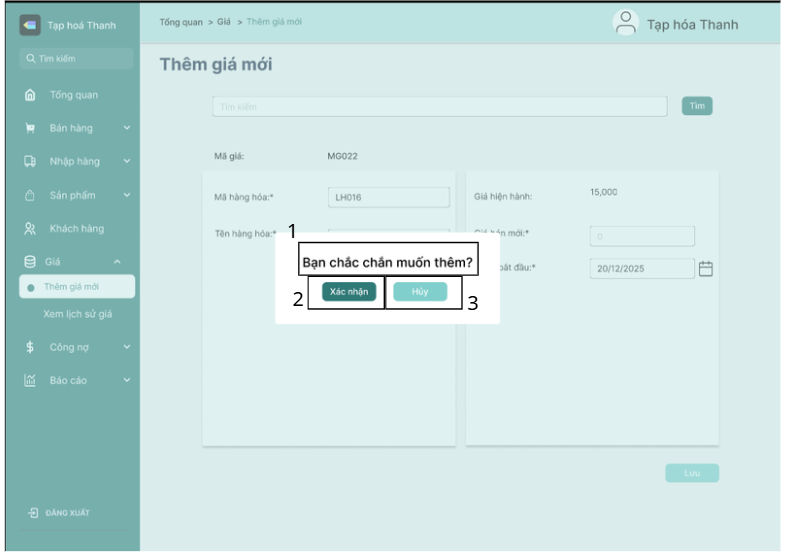 Tạp hoá Thanh
Tổng quan > Giá > Thêm giá mới
Tạp hóa Thanh
Tìm kiếm
Thêm giá mới
Tổng quan
Tìm kiếm
Tìm
Bán hàng
Nhập hàng
Mã giá:
MG022
Sản phẩm
Mã hàng hóa:*
LH016
Giá hiện hành:
15,000
Khách hàng
Tên hàng hóa:*
1
mới:*
0
Giá
Bạn chắc chắn muốn thêm?
bắt đầu:*
20/12/2025
Thêm giá mới
2
Xác nhận
Hủy
3
Xem lịch sử giá
$ Công nợ
Báo cáo
Lưu
ĐĂNG XUẤT